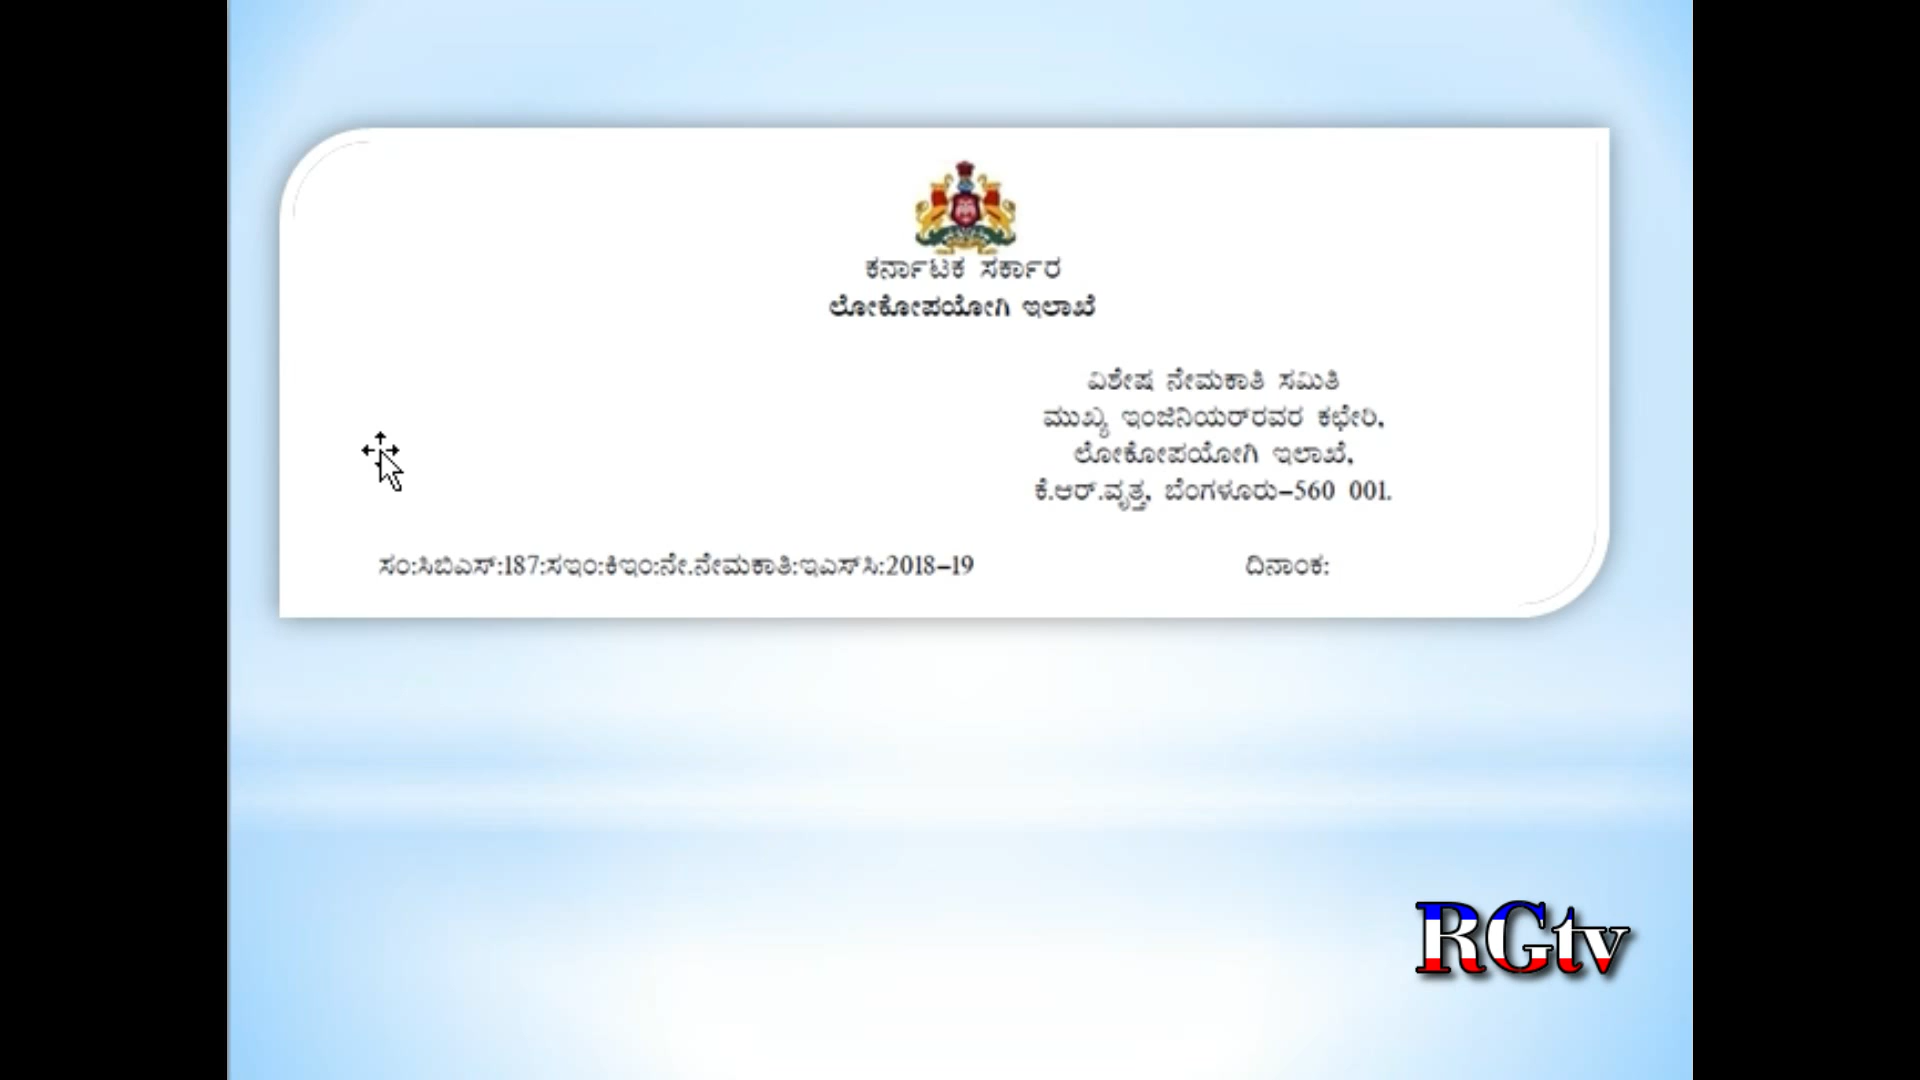 ಕರ್ನಾಟಕ ಸರ್ಕಾರ
ಲೋಕೋಪಯೋಗಿ ಇಲಾಖೆ
ವಿಶೇಷ ನೇಮಕಾತಿ ಸಮಿತಿ
ಮುಖ್ಯ ಇಂಜಿನಿಯರ್‌ರವರ ಕಛೇರಿ,
ಲೋಕೋಪಯೋಗಿ ಇಲಾಖೆ,
ಕೆ.ಆರ್.ವೃತ್ತ, ಬೆಂಗಳೂರು–560 001.
ಸಂ:ಸಿಬಿಎಸ್:187:ಸಇಂ:ಕಿಇಂ:ನೇ.ನೇಮಕಾತಿ:ಇಎಸ್‌ಸಿ:2018–19 ದಿನಾಂಕ:
RGtv